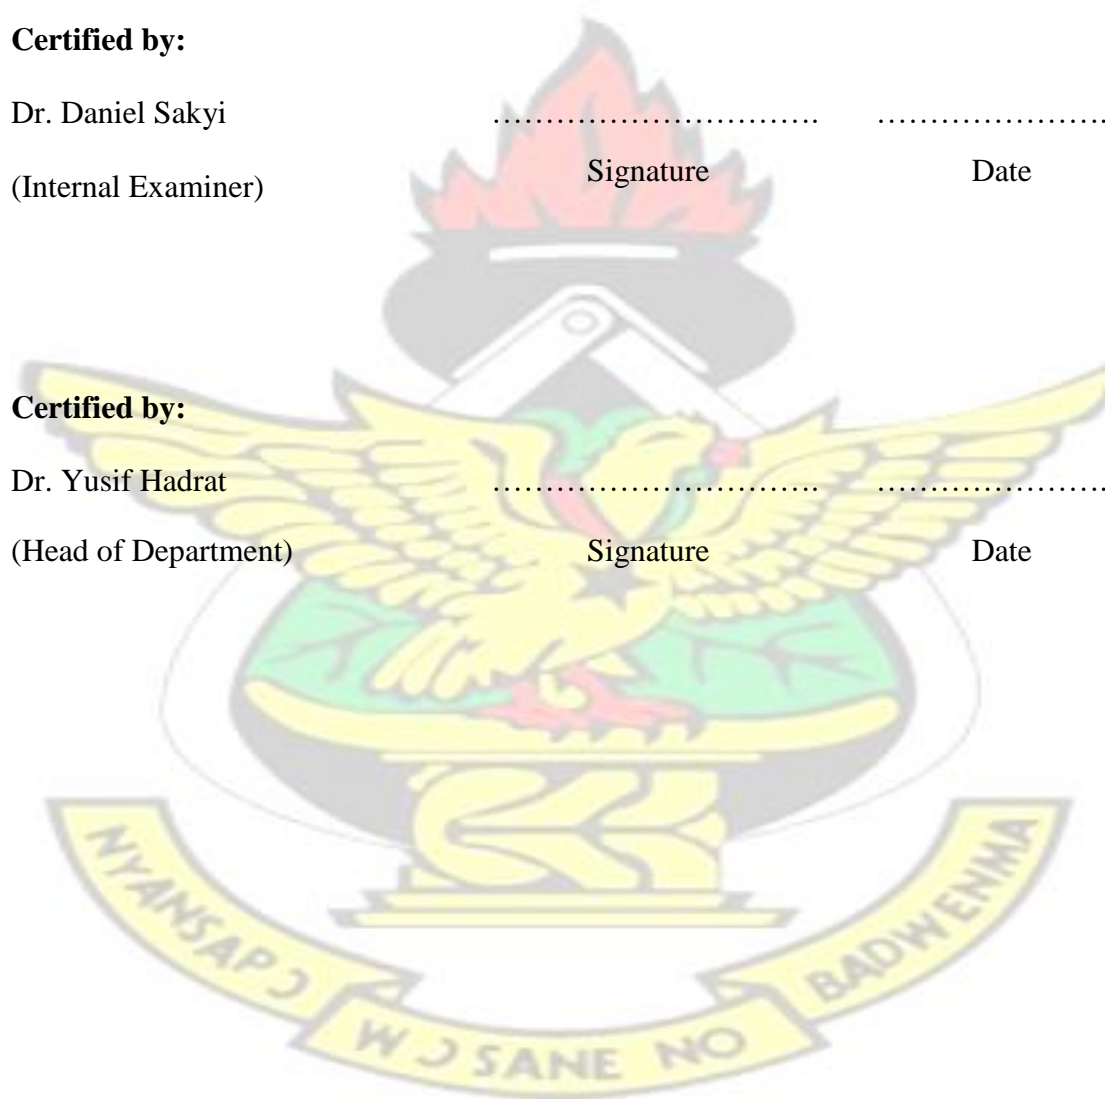 Certified by:
Dr. Daniel Sakyi …………………………. ………………….
(Internal Examiner) Signature Date
Certified by:
Dr. Yusif Hadrat …………………………. ………………….
(Head of Department) Signature Date
NYANSAPƆ
WƆSANE NO
BADWENMA